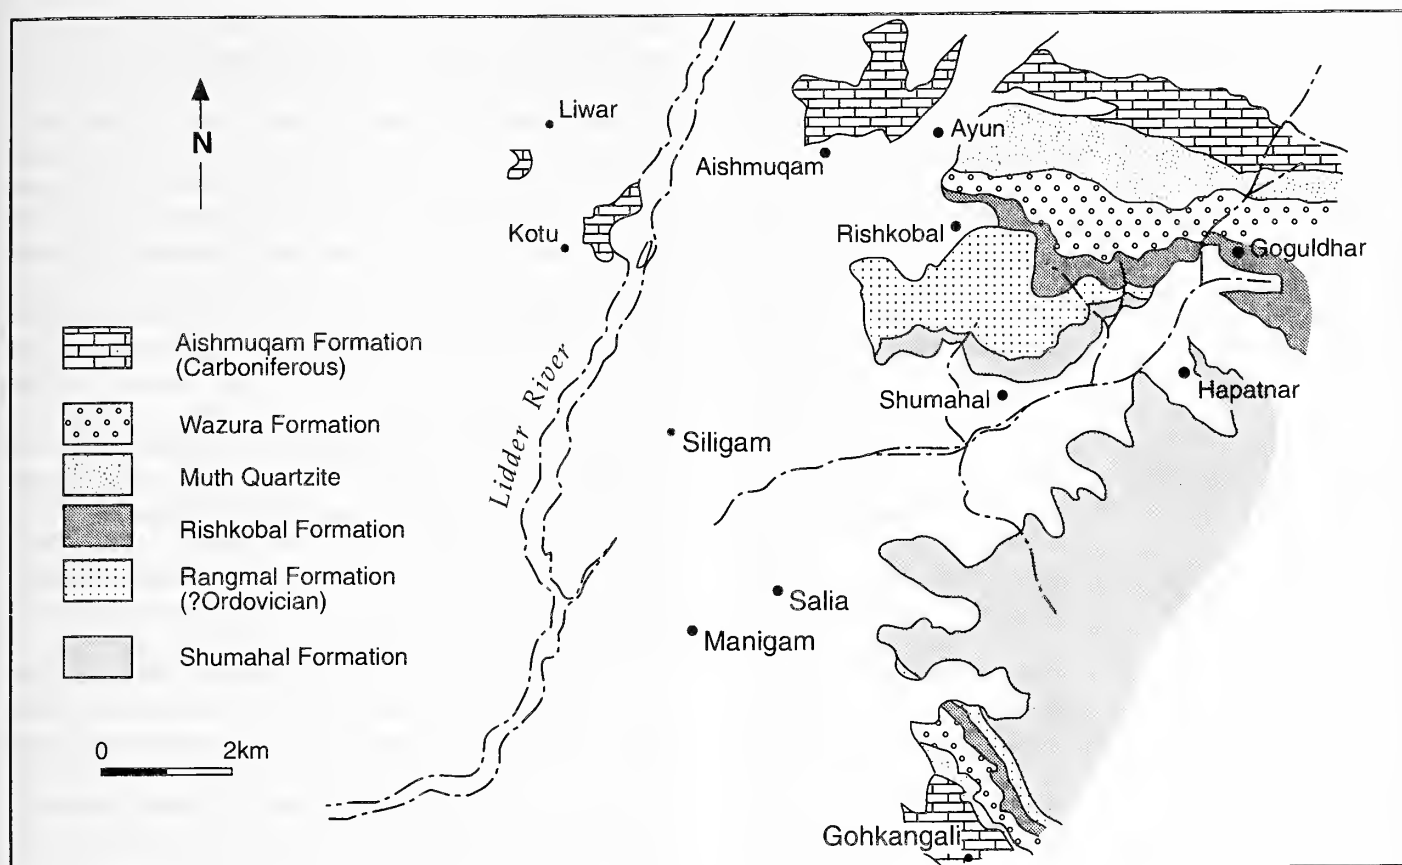 N
Liwar
Ayun
Aishmuqam
Kotu
Rishkobal
Goguldhar
Aishmuqam Formation
(Carboniferous)
Wazura Formation
Muth Quartzite
Rishkobal Formation
Rangmal Formation
(?Ordovician)
Shumahal Formation
0 2km
Lidder River
Shumahal
Hapatnar
Siligam
Salia
Manigam
Gohkangali